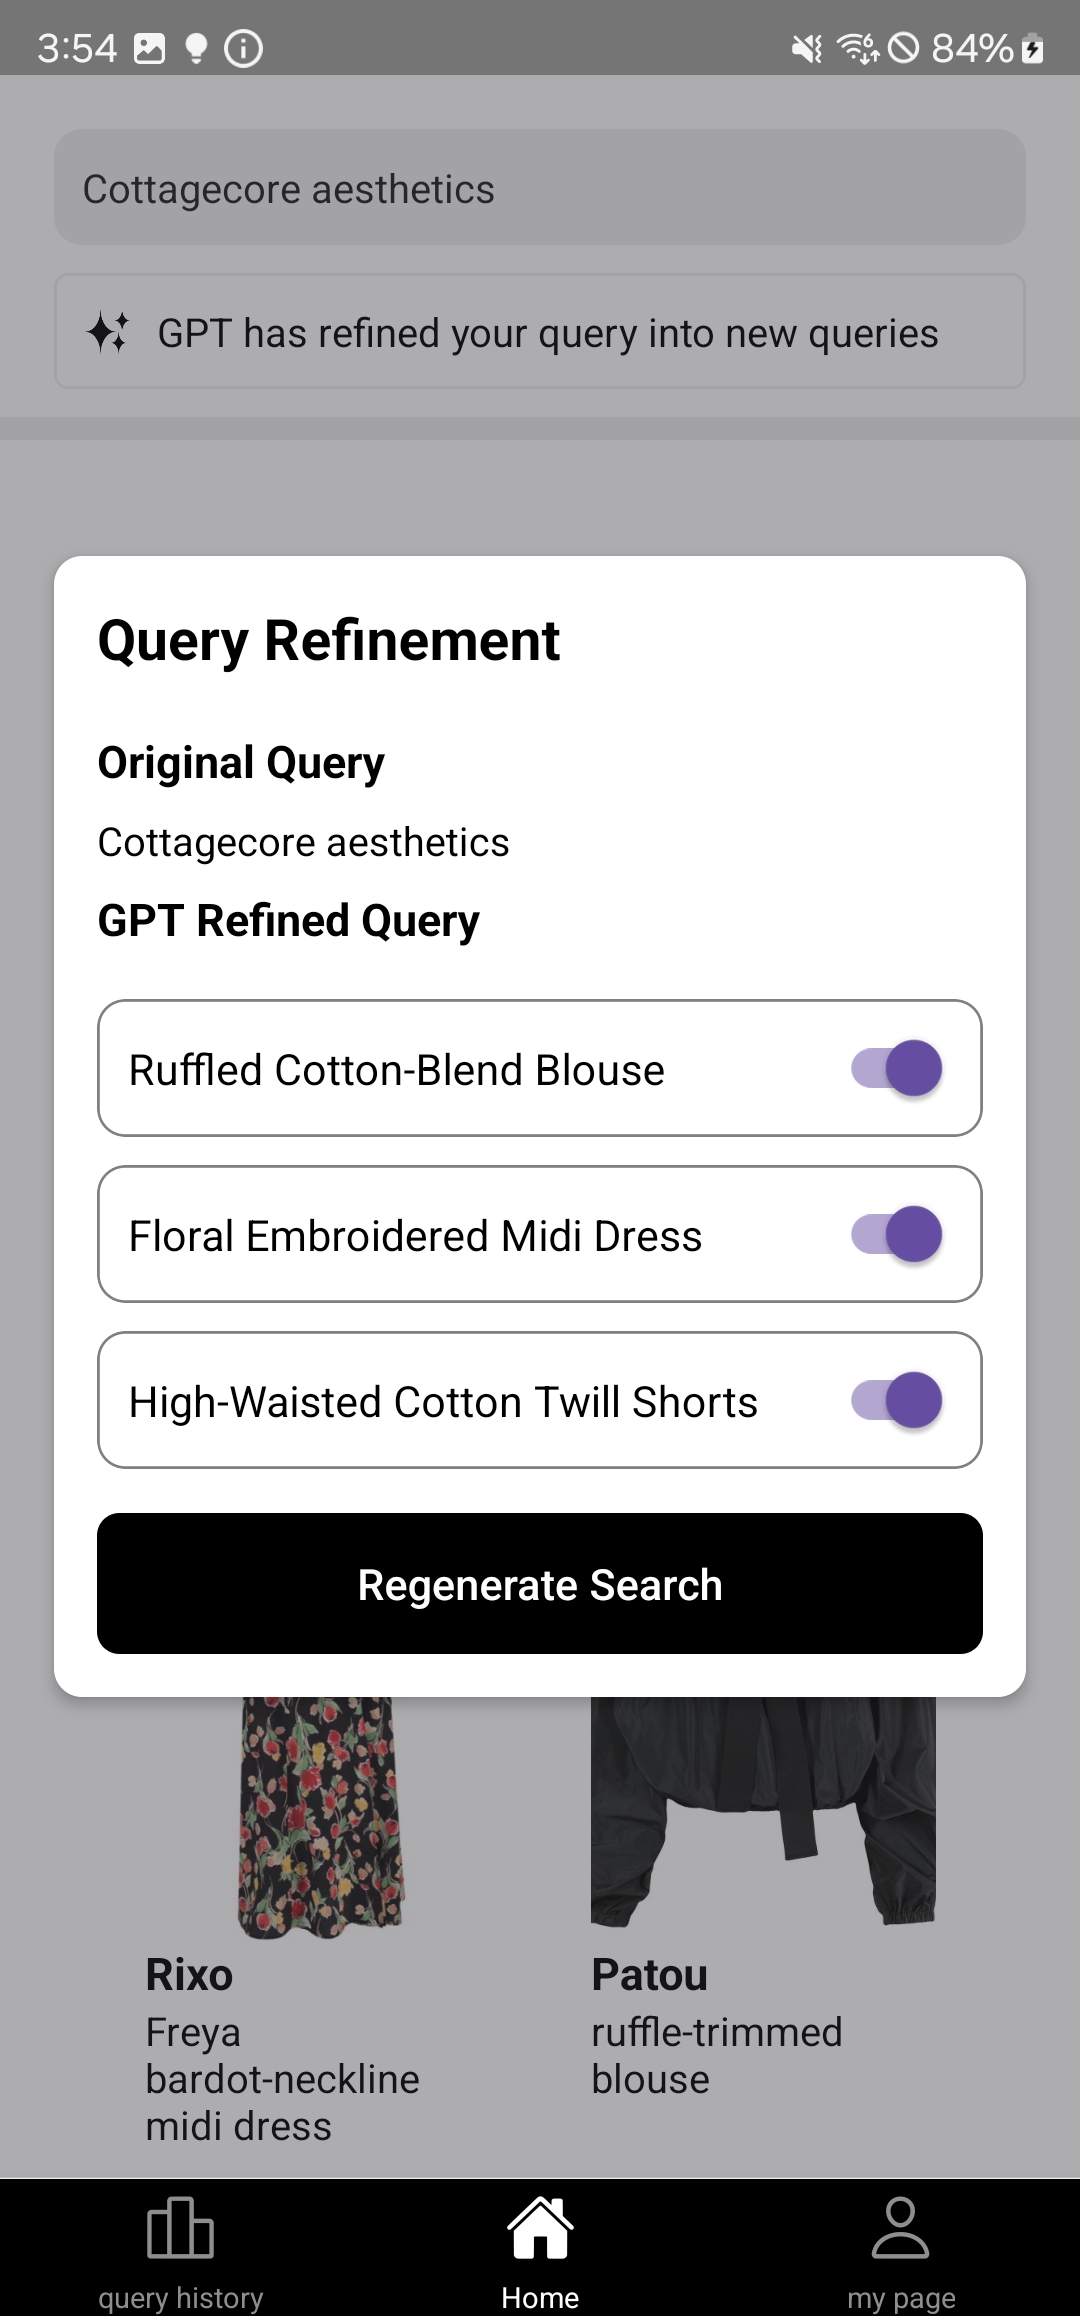 3:54
84%
Cottagecore aesthetics
GPT has refined your query into new queries
Query Refinement
Original Query
Cottagecore aesthetics
GPT Refined Query
Ruffled Cotton-Blend Blouse
Floral Embroidered Midi Dress
High-Waisted Cotton Twill Shorts
Regenerate Search
Rixo
Freya
bardot-neckline
midi dress
Patou
ruffle-trimmed
blouse
query history
Home
my page